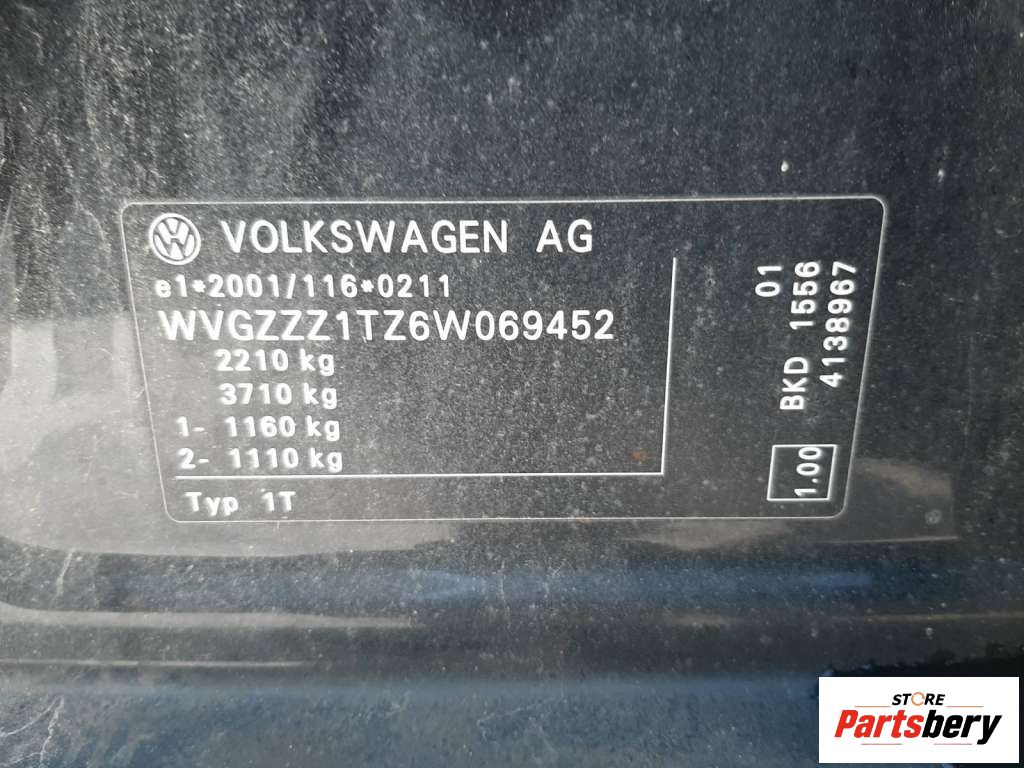 VOLKSWAGEN AG
e1*2001/116*0211
WVGZZZ1TZ6W069452
2210 kg
3710 kg
1- 1160 kg
2- 1110 kg
Typ 1T
01
BKD 1556
4138967
1.00
STORE
Partsbery